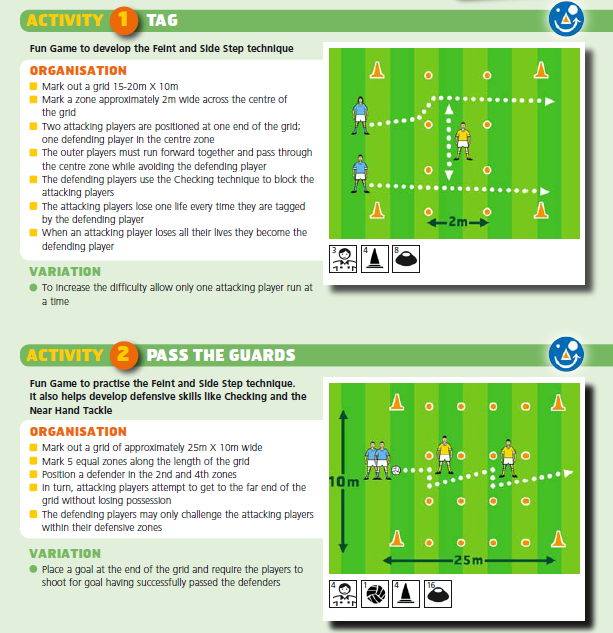 ACTIVITY 1 TAG
Fun Game to develop the Feint and Side Step technique
ORGANISATION
Mark out a grid 15-20m X 10m
Mark a zone approximately 2m wide across the centre of
the grid
Two attacking players are positioned at one end of the grid;
one defending player in the centre zone
The outer players must run forward together and pass through
the centre zone while avoiding the defending player
The defending players use the Checking technique to block the
attacking players
The attacking players lose one life every time they are tagged
by the defending player
When an attacking player loses all their lives they become the
defending player
VARIATION
To increase the difficulty allow only one attacking player run at
a time
2m
3
4
8
ACTIVITY 2 PASS THE GUARDS
Fun Game to practise the Feint and Side Step technique.
It also helps develop defensive skills like Checking and the
Near Hand Tackle
ORGANISATION
Mark out a grid of approximately 25m X 10m wide
Mark 5 equal zones along the length of the grid
Position a defender in the 2nd and 4th zones
In turn, attacking players attempt to get to the far end of the
grid without losing possession
The defending players may only challenge the attacking players
within their defensive zones
VARIATION
Place a goal at the end of the grid and require the players to
shoot for goal having successfully passed the defenders
10m
25m
4
1
4
16